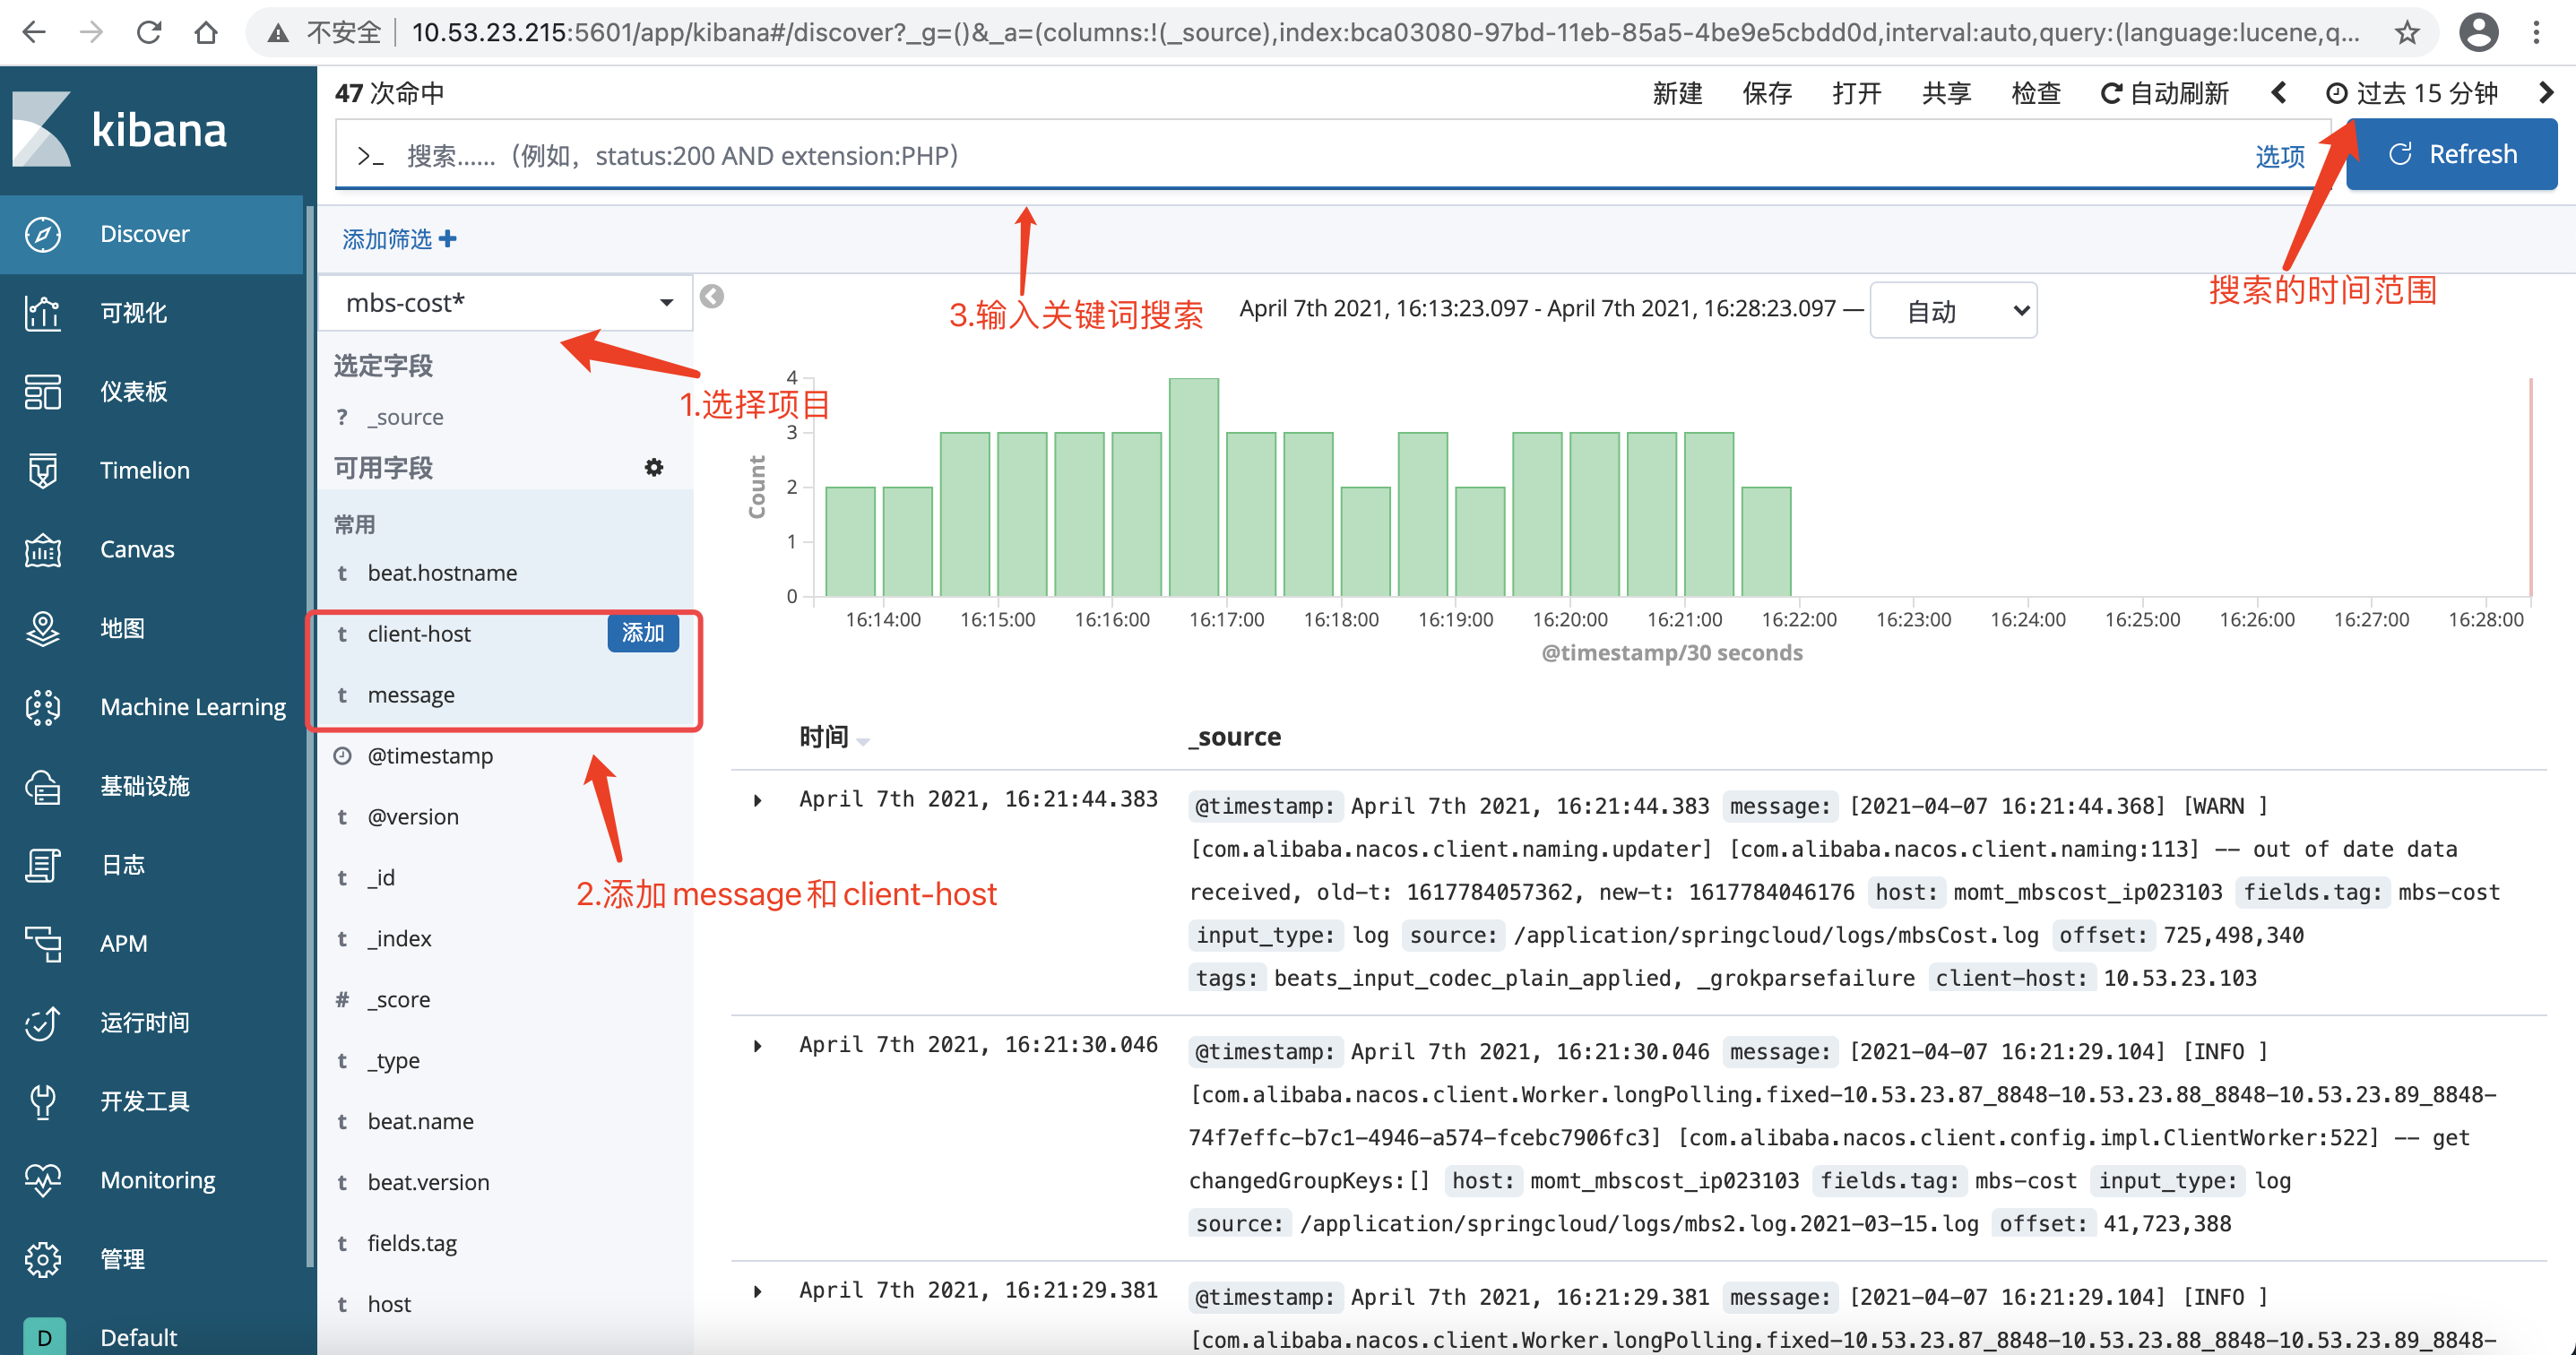 不安全 10.53.23.215:5601/app/kibana#/discover?_g=()&_a=(columns:!(_source),index:bca03080-97bd-11eb-85a5-4be9e5cbdd0d,interval:auto,query:(language:lucene,q...
kibana
Discover
可视化
仪表板
Timelion
Canvas
地图
Machine Learning
基础设施
日志
APM
运行时间
开发工具
Monitoring
管理
D Default
47 次命中
新建 保存 打开 共享 检查 自动刷新 过去 15 分钟
>_ 搜索...... (例如，status:200 AND extension:PHP)
选项
Refresh
添加筛选
搜索的时间范围
3.输入关键词搜索
1.选择项目
mbs-cost*
选定字段
? _source
可用字段
常用
t beat.hostname
t client-host 添加
t message
@timestamp
t @version
t _id
2.添加message和client-host
t _index
# _score
t _type
t beat.name
t beat.version
t fields.tag
t host
April 7th 2021, 16:13:23.097 - April 7th 2021, 16:28:23.097 —
自动
Count
4
3
2
1
0
16:14:00 16:15:00 16:16:00 16:17:00 16:18:00 16:19:00 16:20:00 16:21:00 16:22:00 16:23:00 16:24:00 16:25:00 16:26:00 16:27:00 16:28:00
@timestamp/30 seconds
时间 _source
April 7th 2021, 16:21:44.383
@timestamp: April 7th 2021, 16:21:44.383 message: [2021-04-07 16:21:44.368] [WARN ]
[com.alibaba.nacos.client.naming.updater] [com.alibaba.nacos.client.naming:113] -- out of date data
received, old-t: 1617784057362, new-t: 1617784046176 host: momt_mbscost_ip023103 fields.tag: mbs-cost
input_type: log source: /application/springcloud/logs/mbsCost.log offset: 725,498,340
tags: beats_input_codec_plain_applied, _grokparsefailure client-host: 10.53.23.103
April 7th 2021, 16:21:30.046
@timestamp: April 7th 2021, 16:21:30.046 message: [2021-04-07 16:21:29.104] [INFO ]
[com.alibaba.nacos.client.Worker.longPolling.fixed-10.53.23.87_8848-10.53.23.88_8848-10.53.23.89_8848-
74f7effc-b7c1-4946-a574-fcebc7906fc3] [com.alibaba.nacos.client.config.impl.ClientWorker:522] -- get
changedGroupKeys:[] host: momt_mbscost_ip023103 fields.tag: mbs-cost input_type: log
source: /application/springcloud/logs/mbs2.log.2021-03-15.log offset: 41,723,388
April 7th 2021, 16:21:29.381
@timestamp: April 7th 2021, 16:21:29.381 message: [2021-04-07 16:21:29.104] [INFO ]
[com.alibaba.nacos.client.Worker.longPolling.fixed-10.53.23.87_8848-10.53.23.88_8848-10.53.23.89_8848-